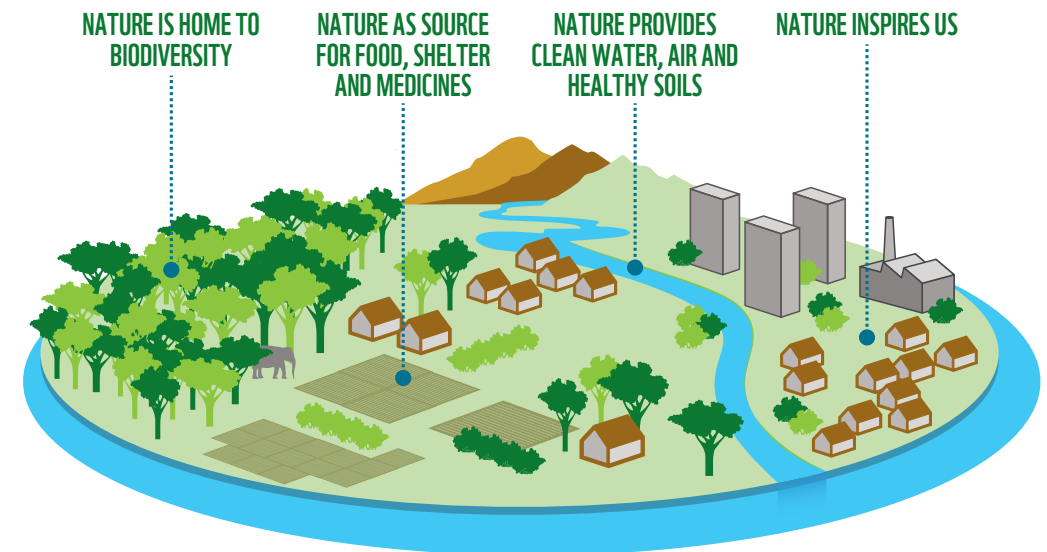 NATURE IS HOME TO
BIODIVERSITY
NATURE AS SOURCE
FOR FOOD, SHELTER
AND MEDICINES
NATURE PROVIDES
CLEAN WATER, AIR AND
HEALTHY SOILS
NATURE INSPIRES US